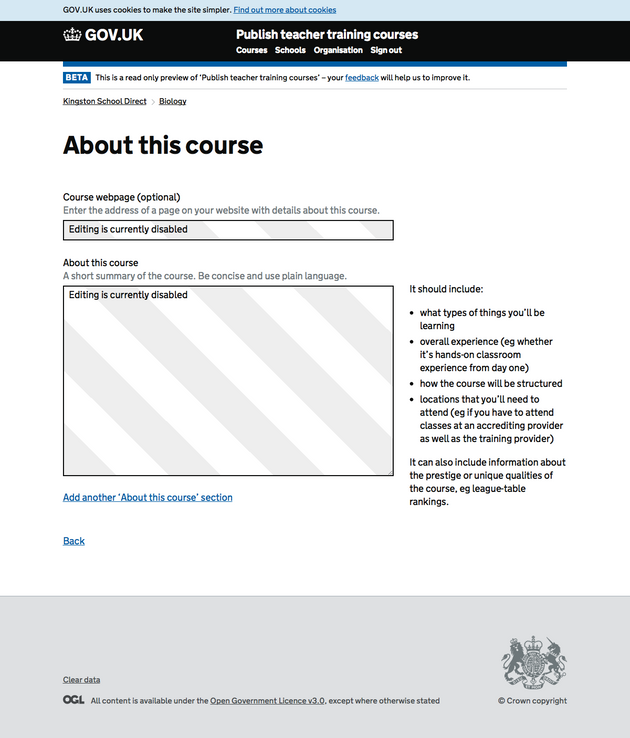 GOV.UK uses cookies to make the site simpler. Find out more about cookies
GOV.UK
Publish teacher training courses
Courses Schools Organisation Sign out
BETA This is a read only preview of ‘Publish teacher training courses’ – your feedback will help us to improve it.
Kingston School Direct Biology
About this course
Course webpage (optional)
Enter the address of a page on your website with details about this course.
Editing is currently disabled
About this course
A short summary of the course. Be concise and use plain language.
Editing is currently disabled
It should include:
• what types of things you’ll be
learning
• overall experience (eg whether
it’s hands-on classroom
experience from day one)
• how the course will be structured
• locations that you’ll need to
attend (eg if you have to attend
classes at an accrediting provider
as well as the training provider)
It can also include information about
the prestige or unique qualities of
the course, eg league-table
rankings.
Add another ‘About this course’ section
Back
Clear data
OGL All content is available under the Open Government Licence v3.0, except where otherwise stated
© Crown copyright